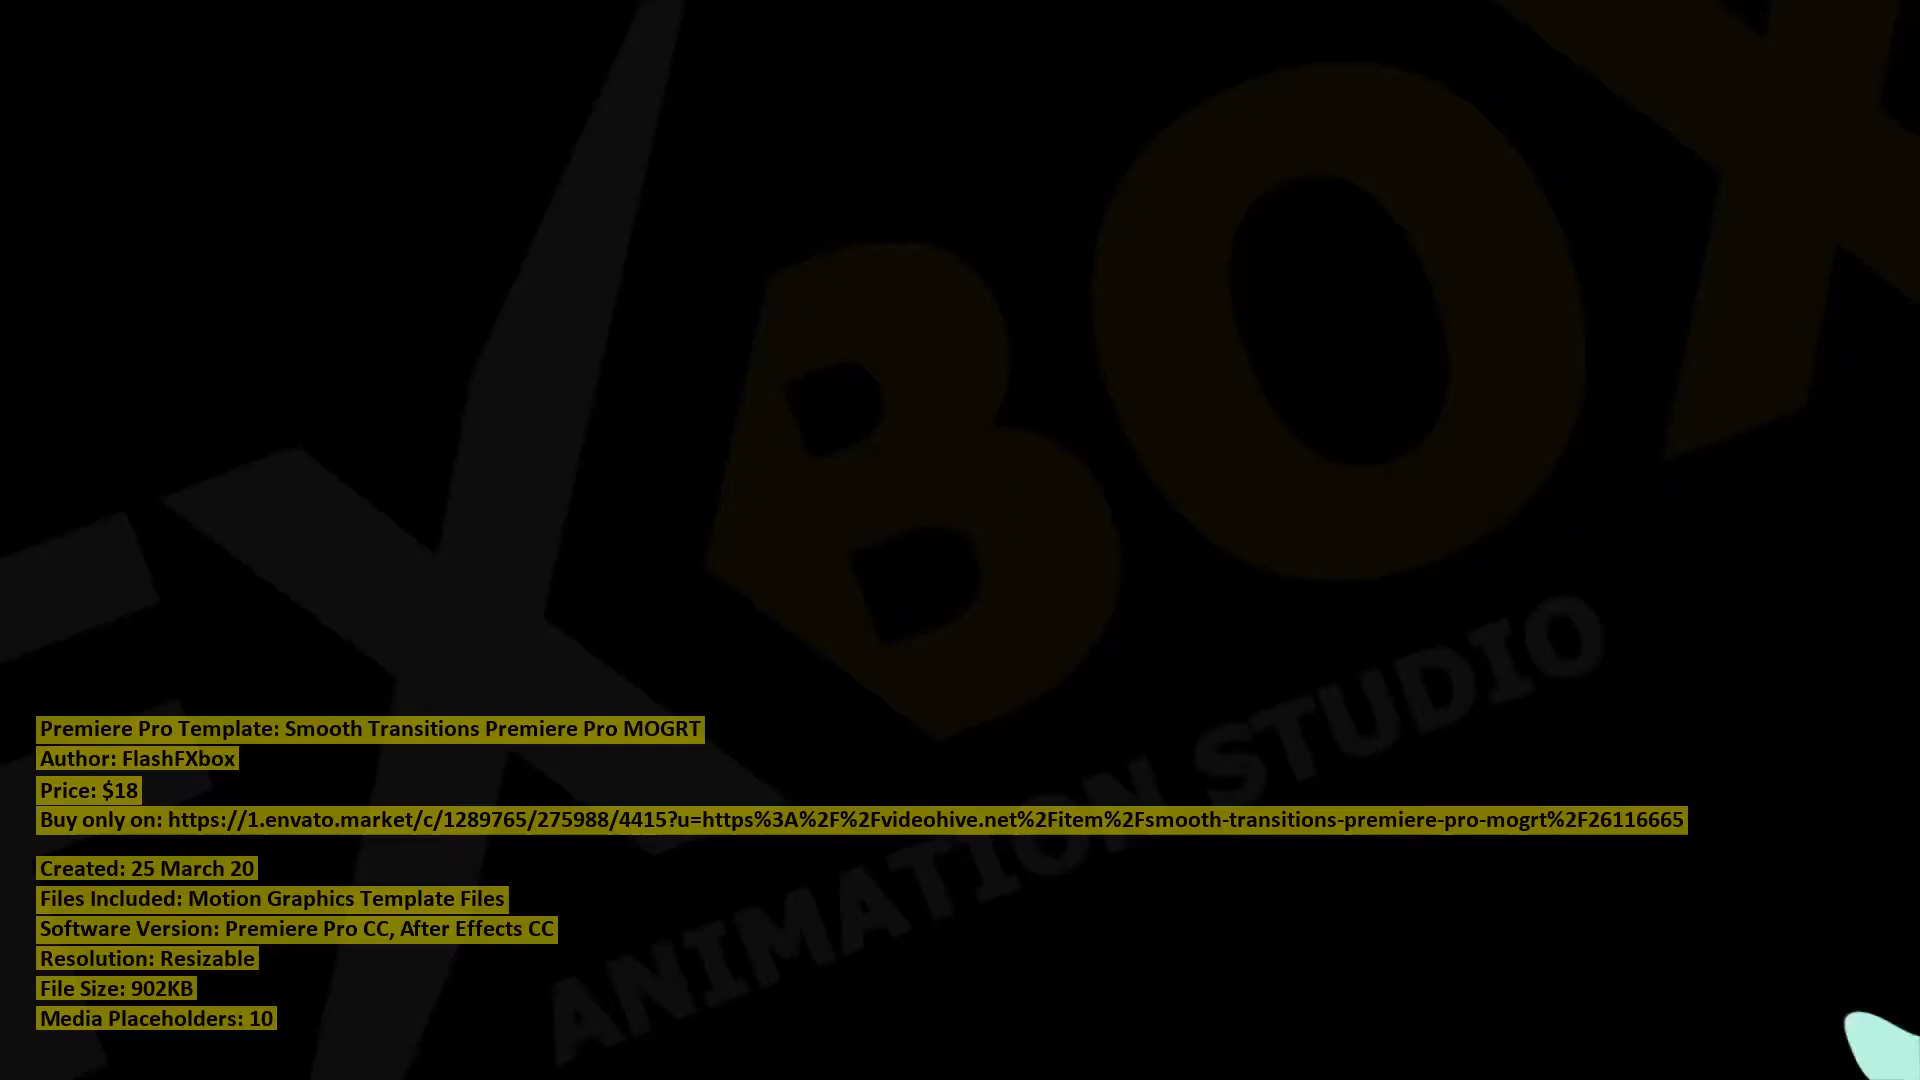 FXBOX
ANIMATION STUDIO
Premiere Pro Template: Smooth Transitions Premiere Pro MOGRT
Author: FlashFXbox
Price: $18
Buy only on: https://1.envato.market/c/1289765/275988/4415?u=https%3A%2F%2Fvideohive.net%2Fitem%2Fsmooth-transitions-premiere-pro-mogrt%2F26116665
Created: 25 March 20
Files Included: Motion Graphics Template Files
Software Version: Premiere Pro CC, After Effects CC
Resolution: Resizable
File Size: 902KB
Media Placeholders: 10